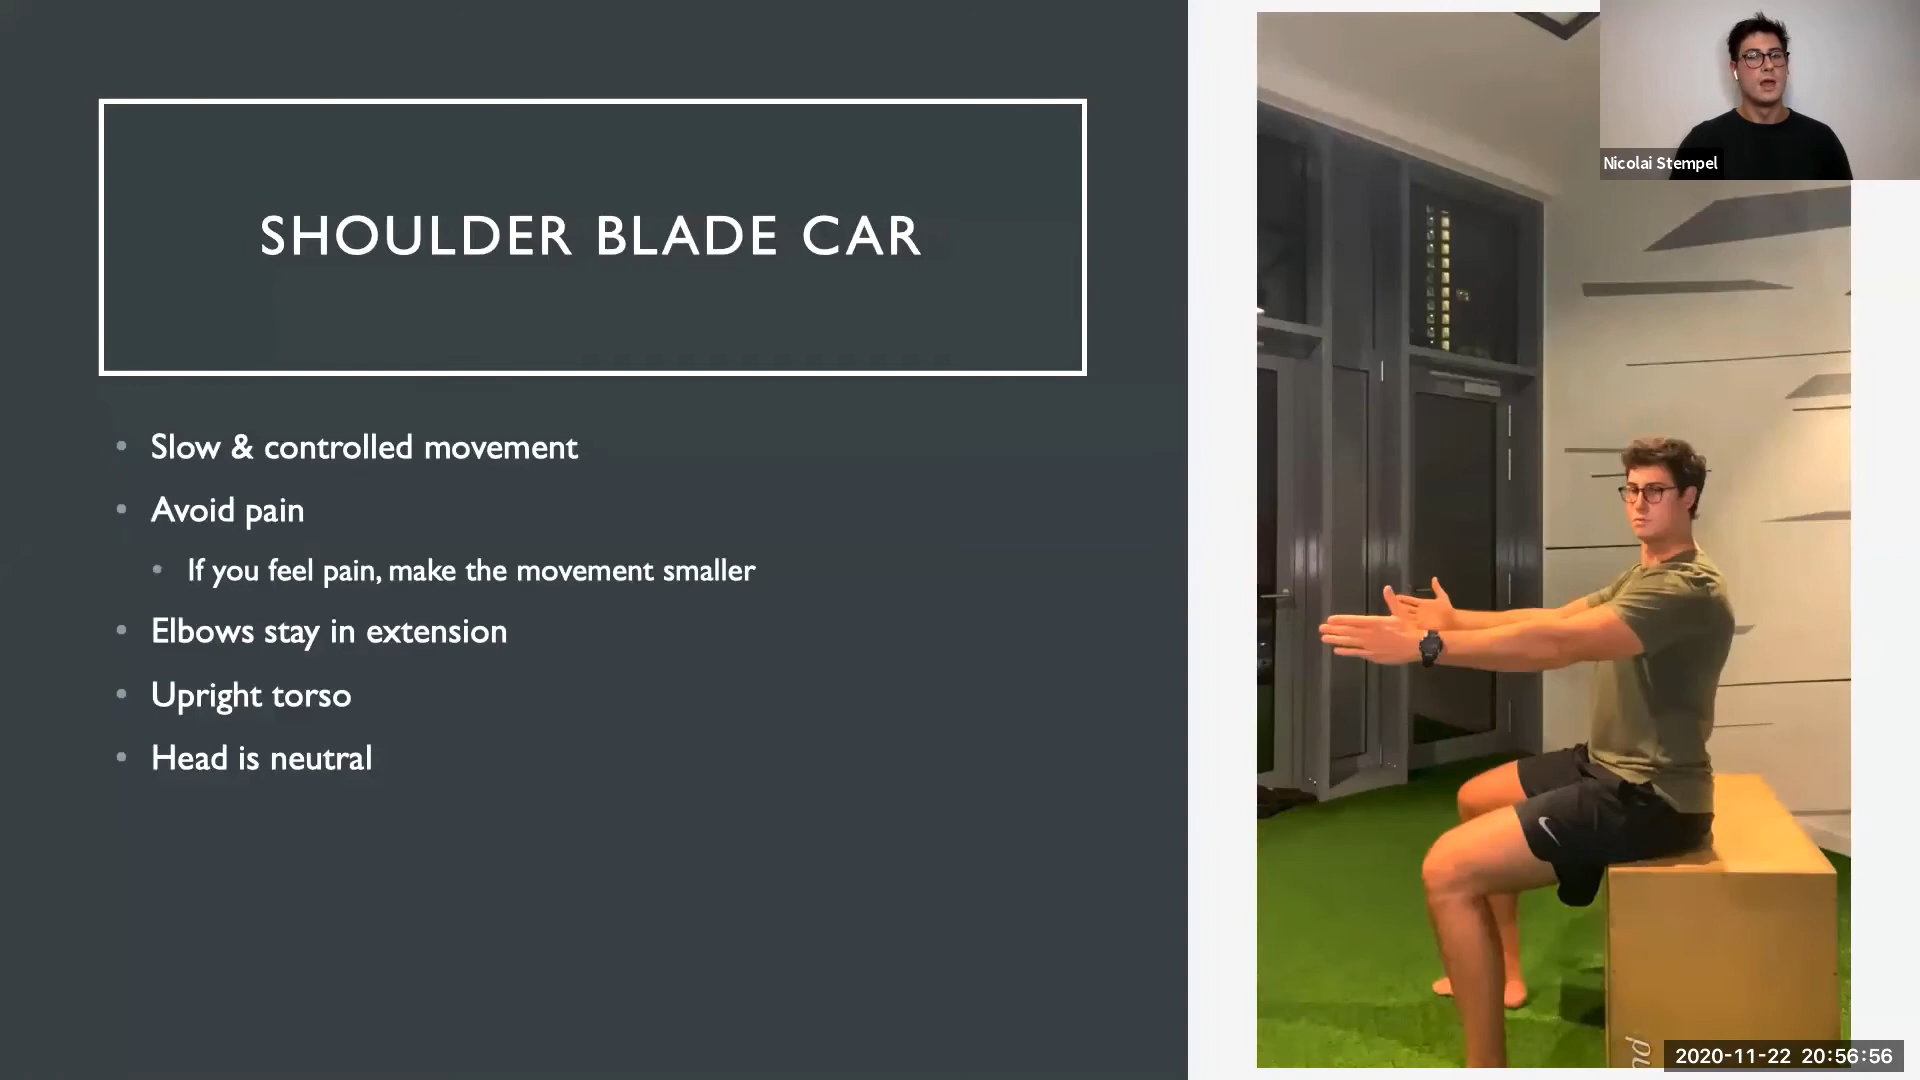 SHOULDER BLADE CAR
Slow & controlled movement
Avoid pain
If you feel pain, make the movement smaller
Elbows stay in extension
Upright torso
Head is neutral
Nicolai Stempel
nd
2020-11-22 20:56:56